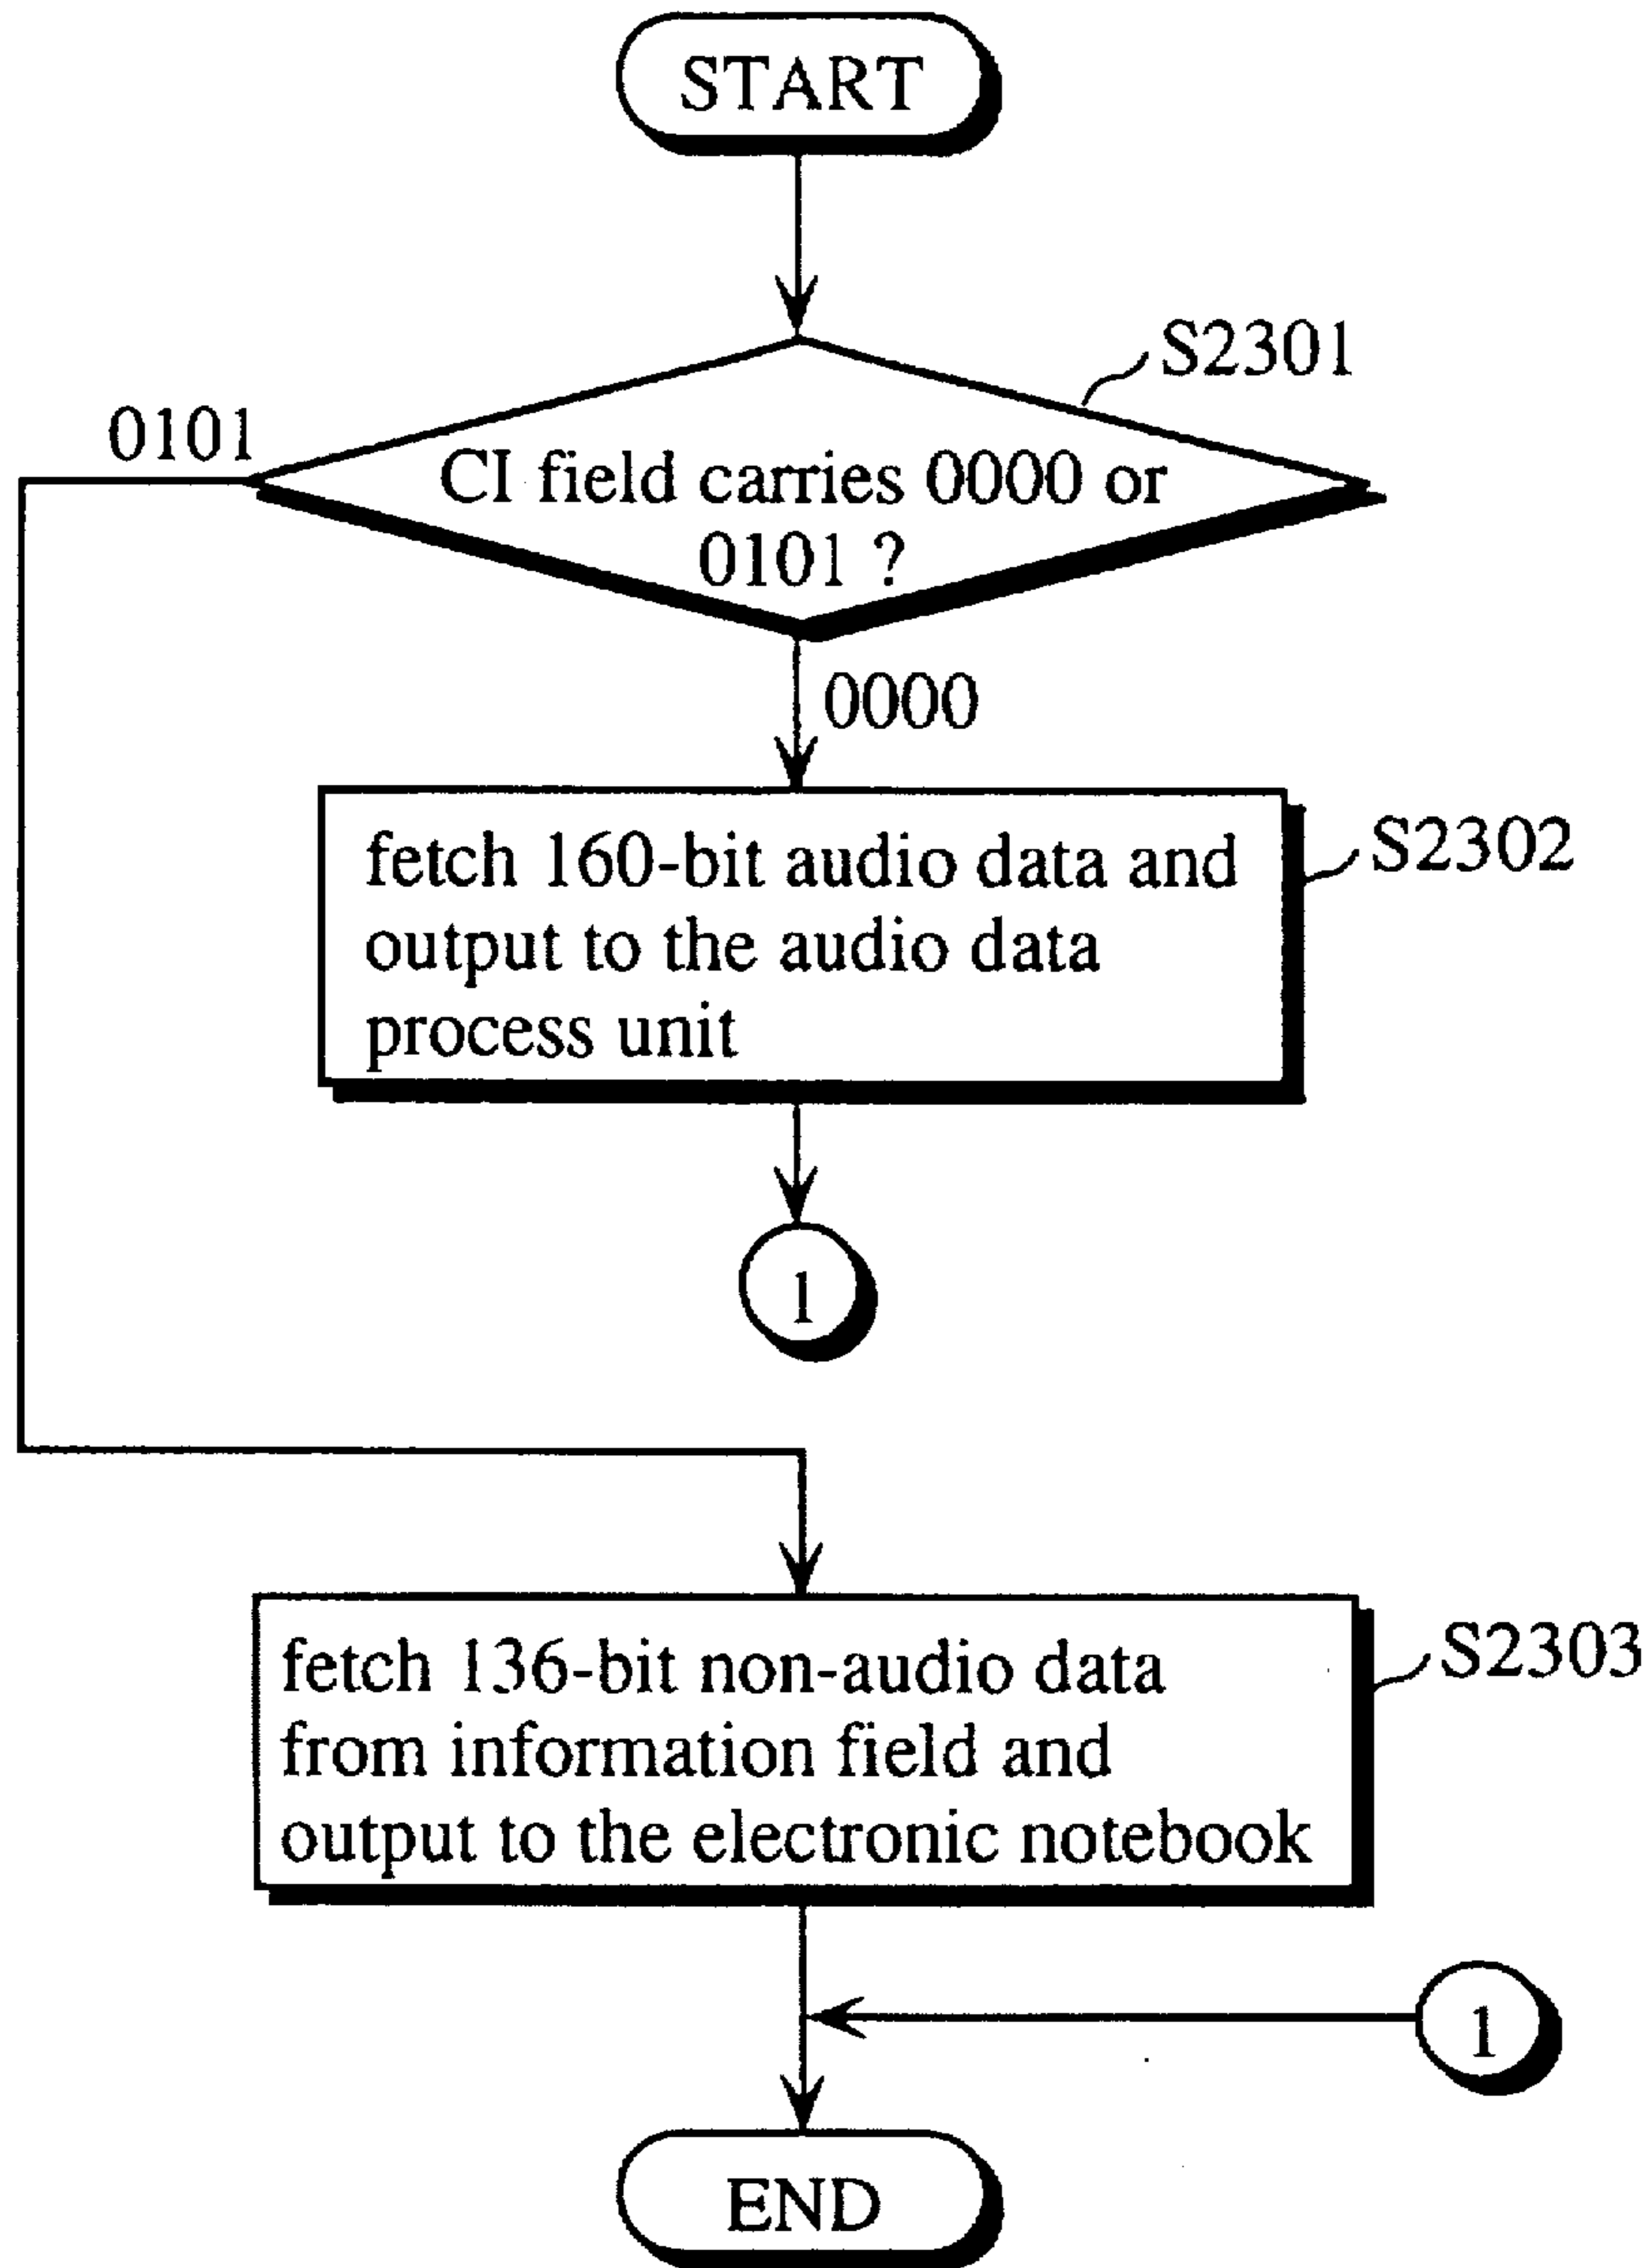 START
S2301
0101
CI field carries 0000 or
0101 ?
0000
fetch 160-bit audio data and
output to the audio data
process unit
S2302
1
fetch 136-bit non-audio data
from information field and
output to the electronic notebook
S2303
1
END